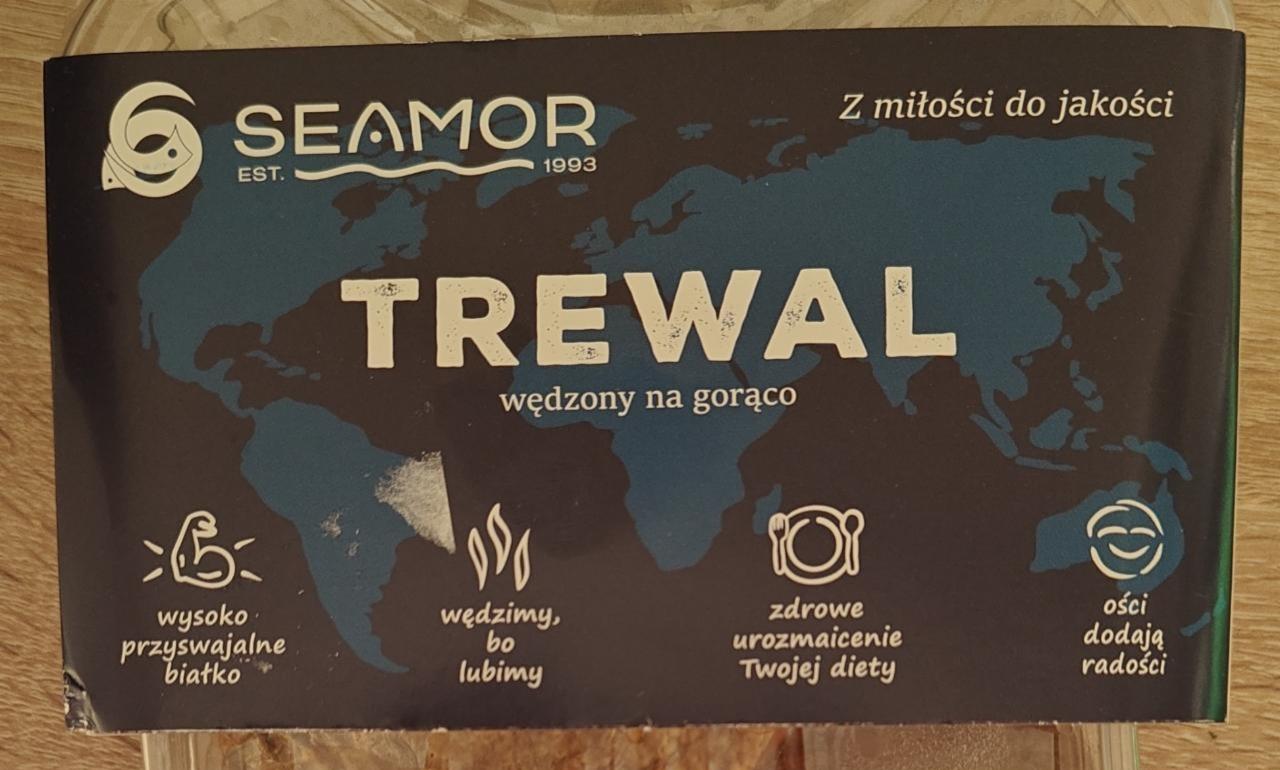 SEAMOR
EST. 1993
Z miłości do jakości
TREWAL
wędzony na gorąco
wysoko
przyswajalne
białko
wędzimy,
bo
lubimy
zdrowe
urozmaicenie
Twojej diety
ości
dodają
radości